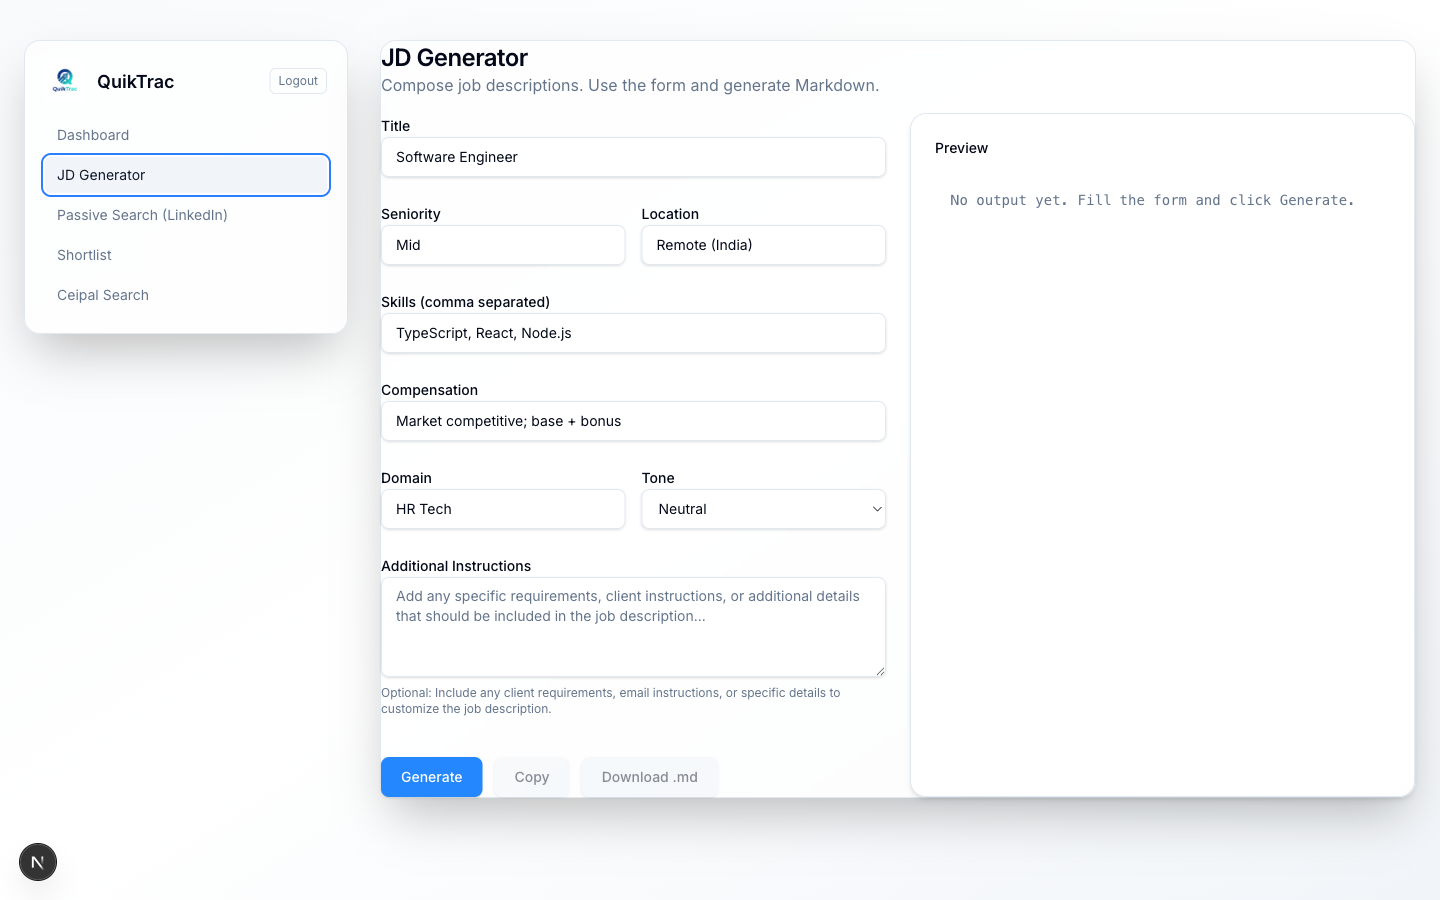 QuikTrac
QuikTrac
Logout
Dashboard
JD Generator
Passive Search (LinkedIn)
Shortlist
Ceipal Search
JD Generator
Compose job descriptions. Use the form and generate Markdown.
Title
Software Engineer
Seniority
Location
Mid
Remote (India)
Skills (comma separated)
TypeScript, React, Node.js
Compensation
Market competitive; base + bonus
Domain
Tone
HR Tech
Neutral
Additional Instructions
Add any specific requirements, client instructions, or additional details
that should be included in the job description...
Optional: Include any client requirements, email instructions, or specific details to
customize the job description.
Generate
Copy
Download .md
Preview
No output yet. Fill the form and click Generate.
N